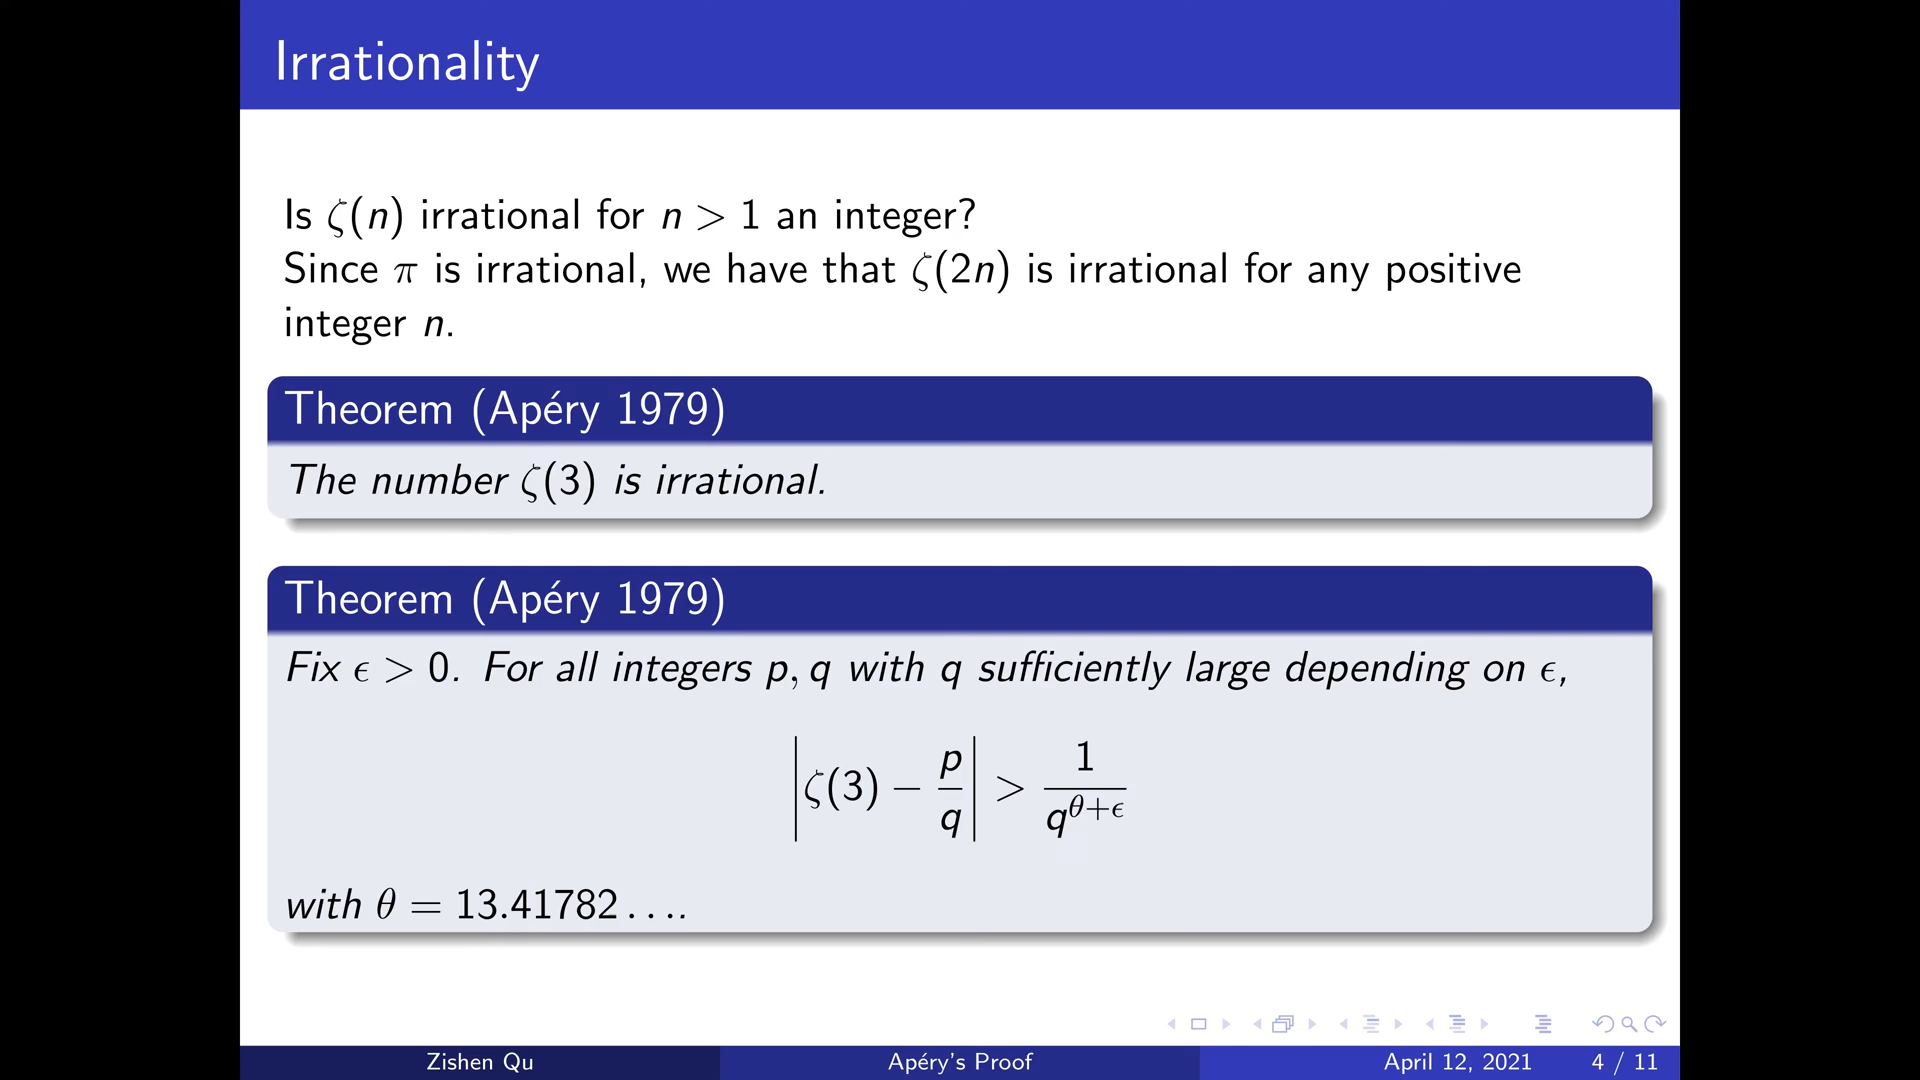 Irrationality
Is ζ(n) irrational for n > 1 an integer?
Since π is irrational, we have that ζ(2n) is irrational for any positive
integer n.
Theorem (Apéry 1979)
The number ζ(3) is irrational.
Theorem (Apéry 1979)
Fix ϵ > 0. For all integers p, q with q sufficiently large depending on ϵ,
|ζ(3) − p/q| > 1/q^{θ+ϵ}
with θ = 13.41782 . . . .
Zishen Qu Apéry's Proof April 12, 2021 4 / 11